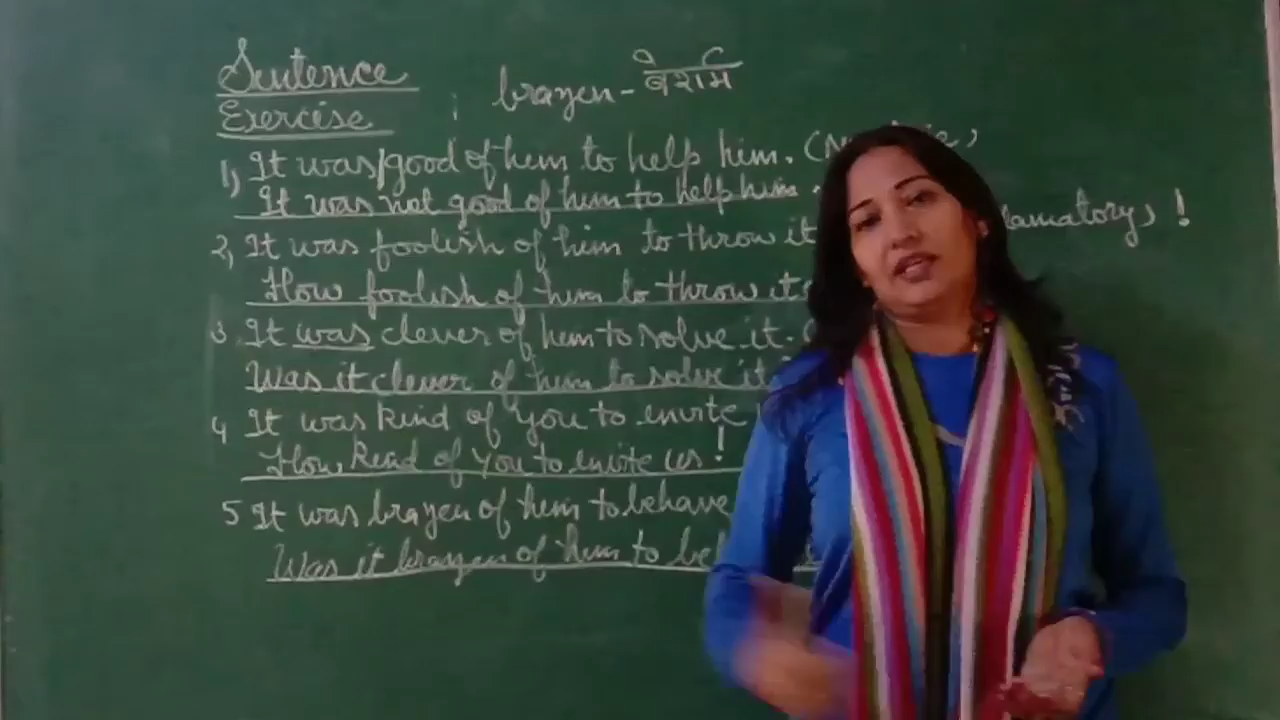 Sentence
Exercise
brazen - बेशर्म
1, It was good of him to help him. (
It was not good of him to help him.
2, It was foolish of him to throw it !
How foolish of him to throw it
3. It was clever of him to solve it.
Was it clever of him to solve it
4 It was kind of you to invite
How kind of you to invite us!
5 It was brazen of him to behave
Was it brazen of him to